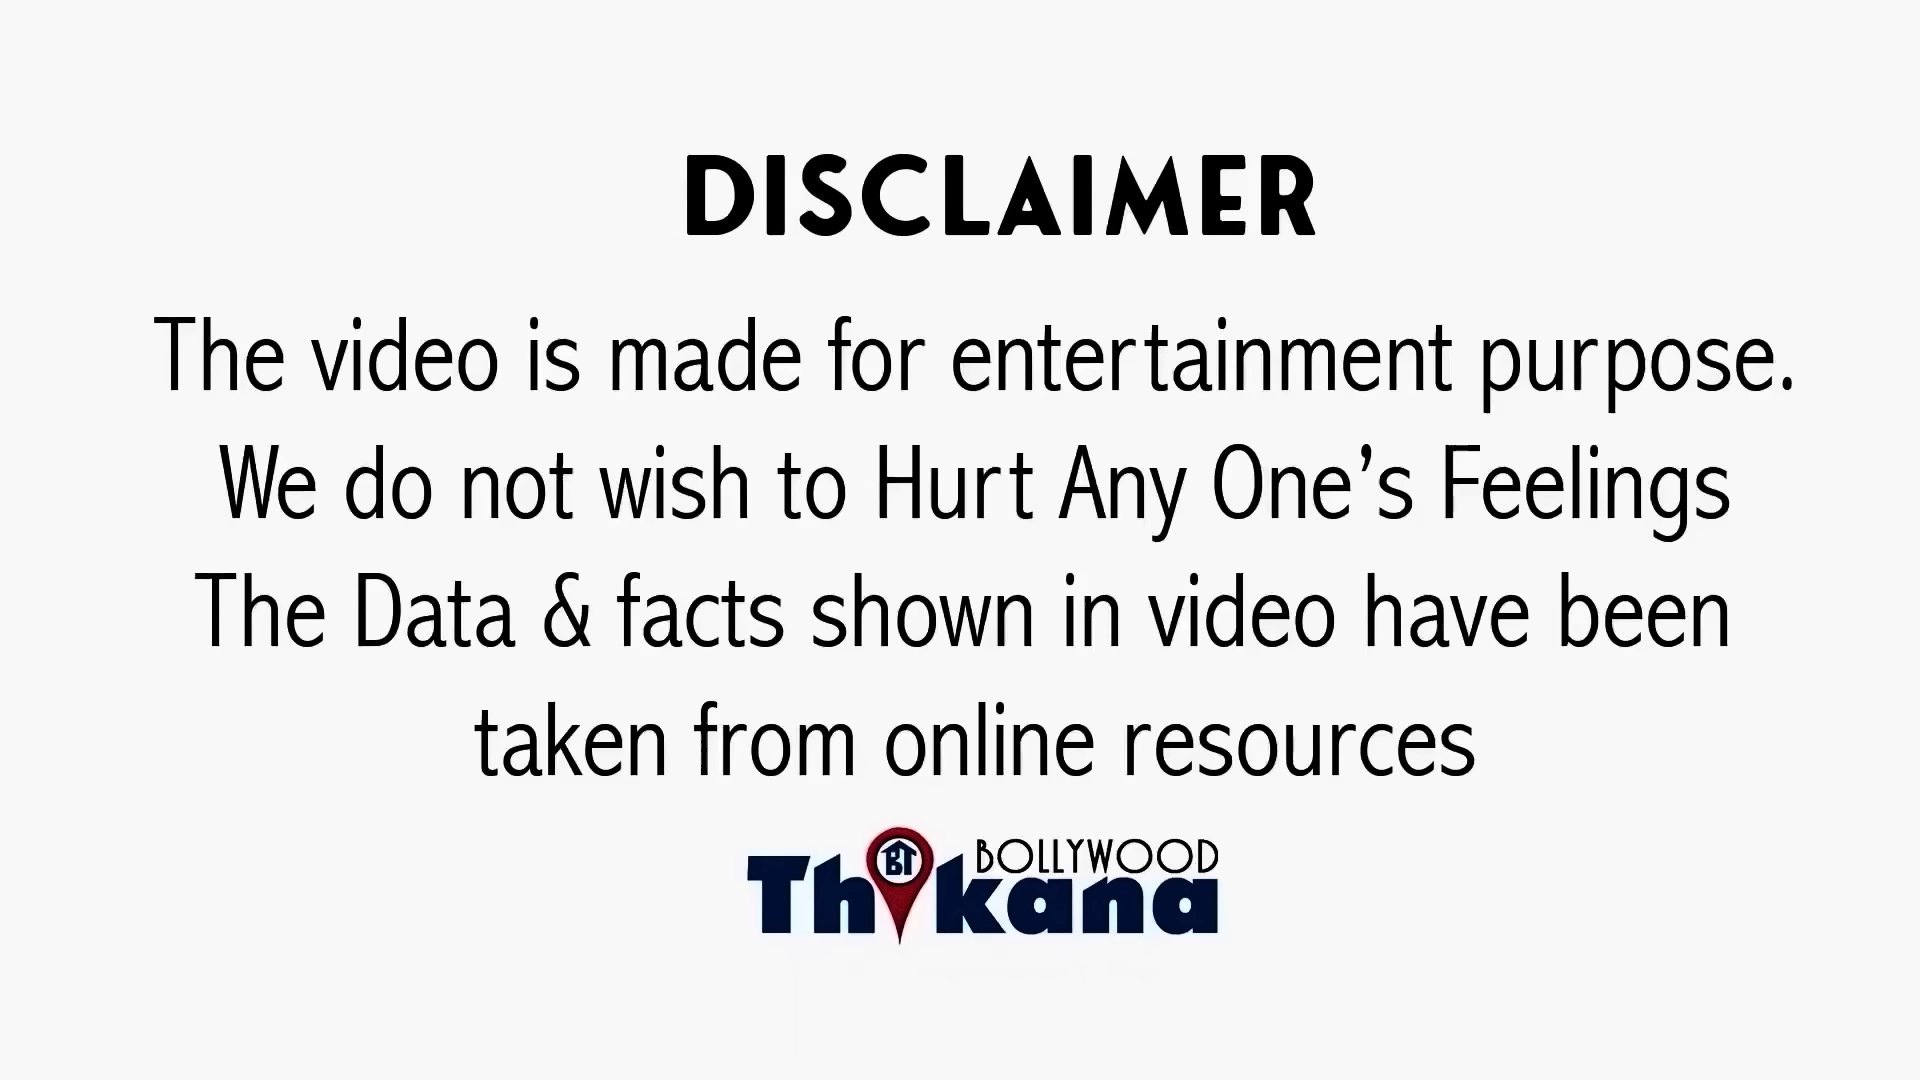 DISCLAIMER
The video is made for entertainment purpose.
We do not wish to Hurt Any One’s Feelings
The Data & facts shown in video have been
taken from online resources
BOLLYWOOD
BT
Thikana